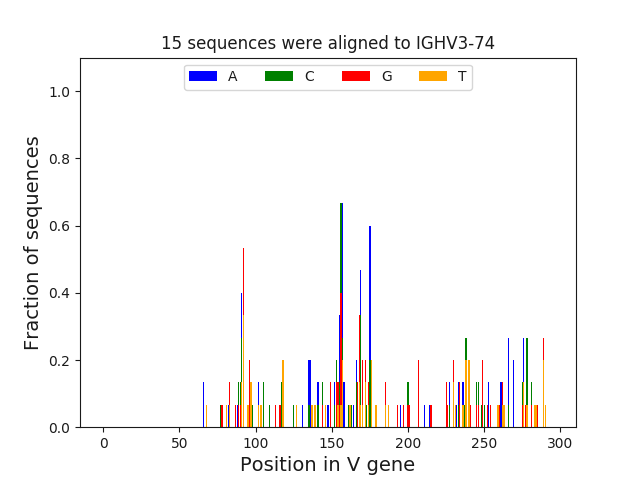 15 sequences were aligned to IGHV3-74
A C G T
Fraction of sequences
1.0
0.8
0.6
0.4
0.2
0.0
0 50 100 150 200 250 300
Position in V gene